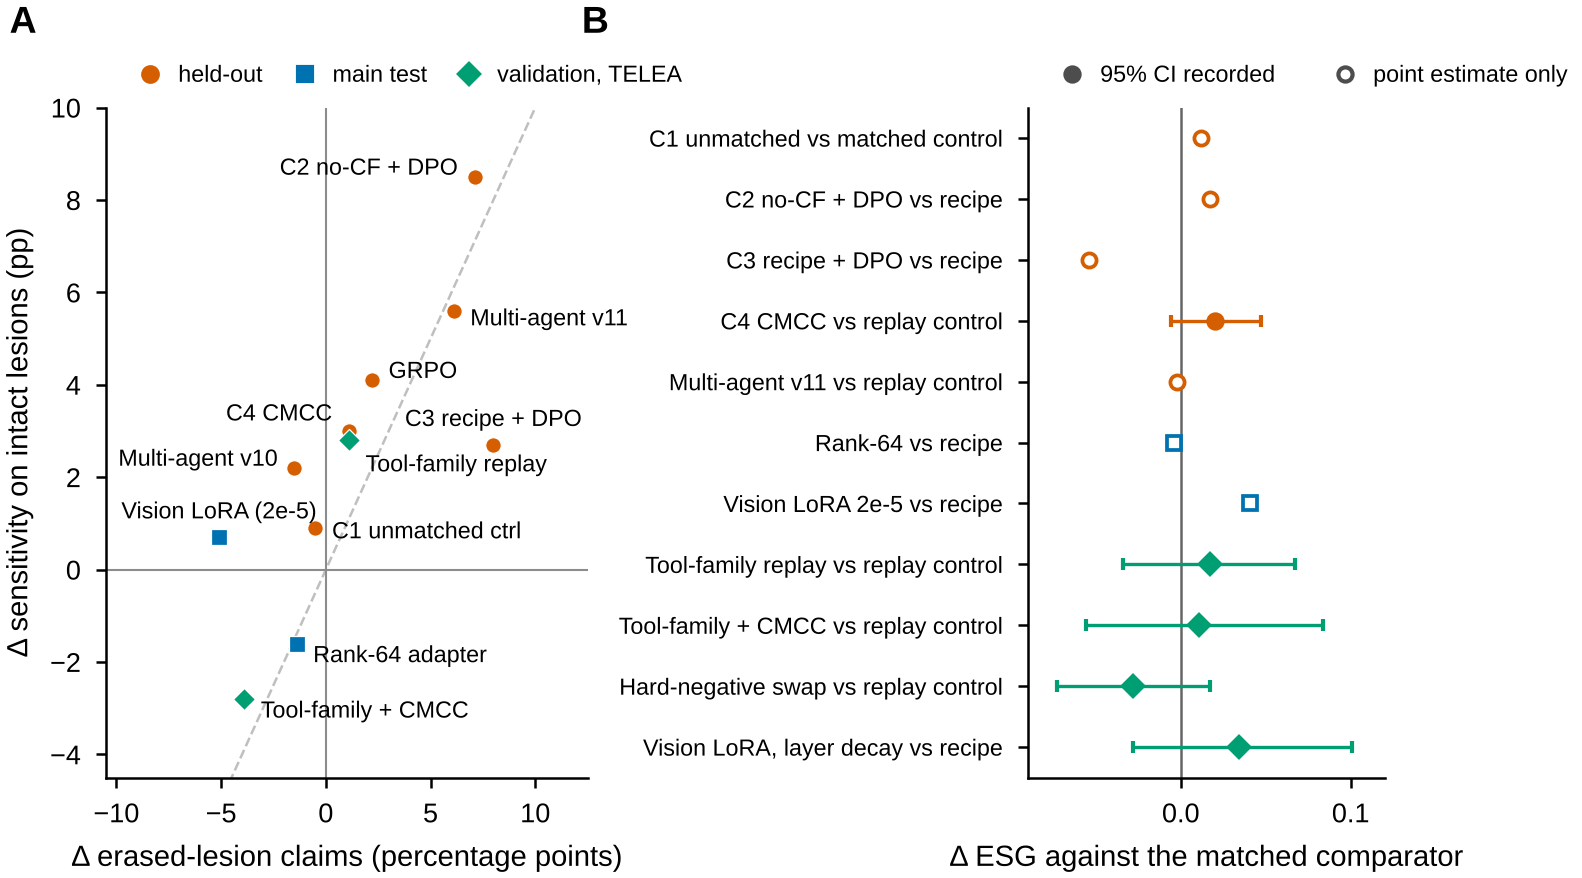 A
held-out
main test
validation, TELEA
Δ sensitivity on intact lesions (pp)
10
8
6
4
2
0
−2
−4
C2 no-CF + DPO
Multi-agent v11
GRPO
C4 CMCC
C3 recipe + DPO
Multi-agent v10
Tool-family replay
Vision LoRA (2e-5)
C1 unmatched ctrl
Rank-64 adapter
Tool-family + CMCC
−10
−5
0
5
10
Δ erased-lesion claims (percentage points)
B
95% CI recorded
point estimate only
C1 unmatched vs matched control
C2 no-CF + DPO vs recipe
C3 recipe + DPO vs recipe
C4 CMCC vs replay control
Multi-agent v11 vs replay control
Rank-64 vs recipe
Vision LoRA 2e-5 vs recipe
Tool-family replay vs replay control
Tool-family + CMCC vs replay control
Hard-negative swap vs replay control
Vision LoRA, layer decay vs recipe
0.0
0.1
Δ ESG against the matched comparator